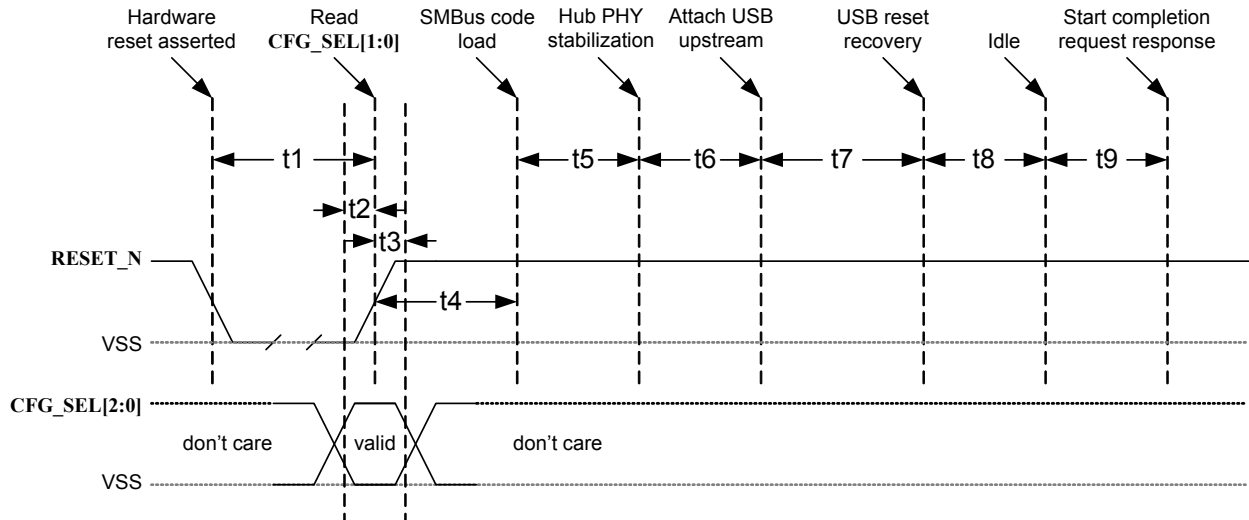 Hardware
reset asserted
Read
CFG_SEL[1:0]
SMBus code
load
Hub PHY
stabilization
Attach USB
upstream
USB reset
recovery
Idle
Start completion
request response
t1
t5
t6
t7
t8
t9
t2
t3
RESET_N
t4
VSS
CFG_SEL[2:0]
don't care
valid
don't care
VSS